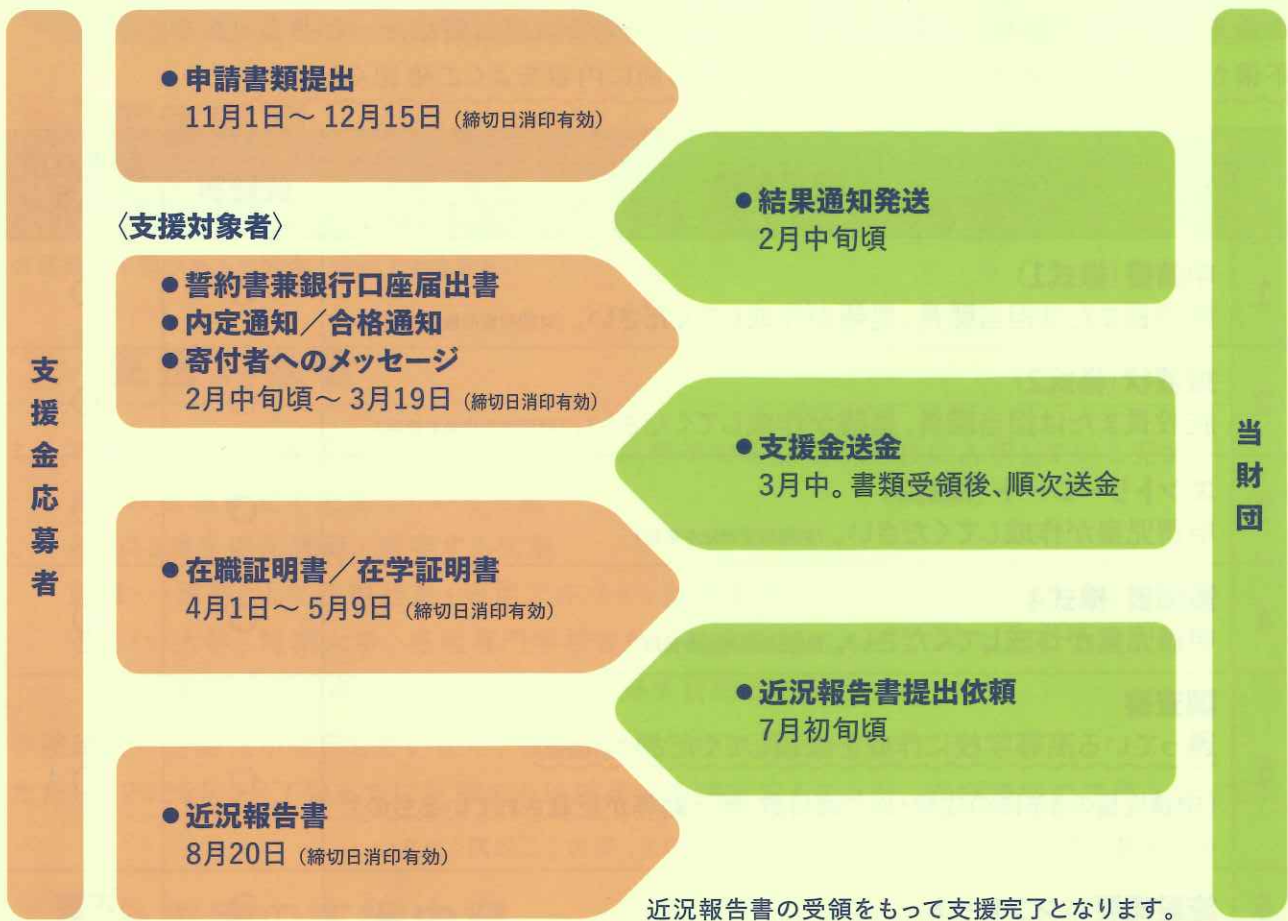 支援金応募者
●申請書類提出
11月1日～12月15日（締切日消印有効）
●結果通知発送
2月中旬頃
〈支援対象者〉
●誓約書兼銀行口座届出書
●内定通知／合格通知
●寄付者へのメッセージ
2月中旬頃～3月19日（締切日消印有効）
●支援金送金
3月中。書類受領後、順次送金
●在職証明書／在学証明書
4月1日～5月9日（締切日消印有効）
●近況報告書提出依頼
7月初旬頃
●近況報告書
8月20日（締切日消印有効）
当財団
近況報告書の受領をもって支援完了となります。